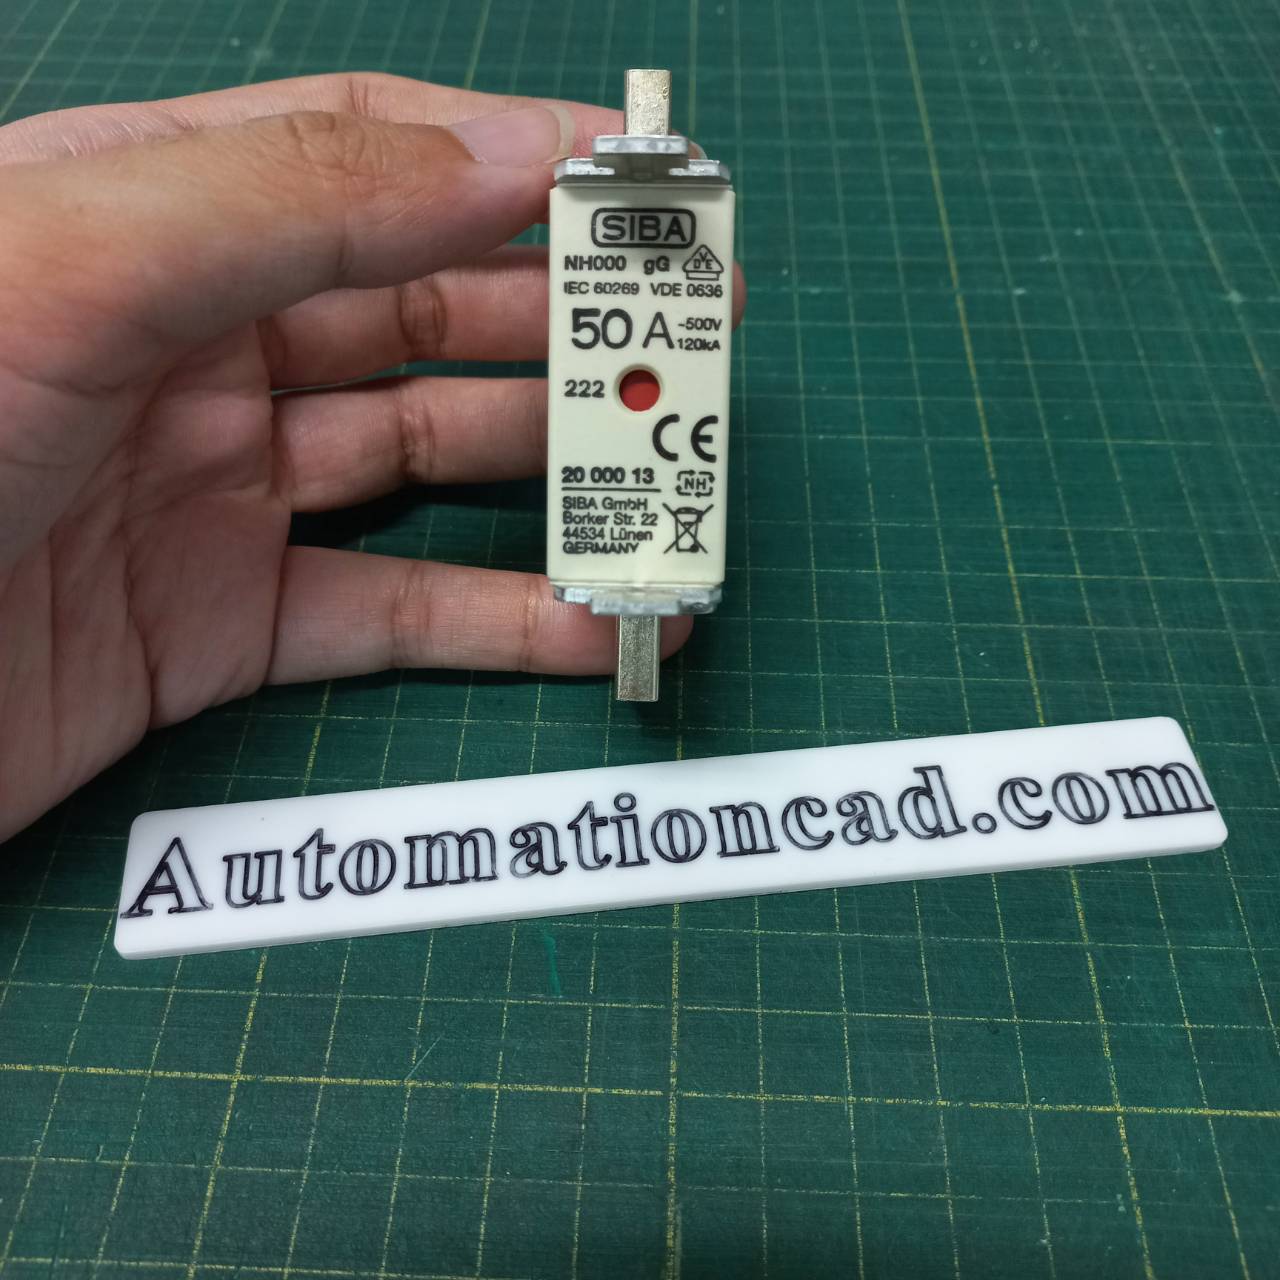 SIBA
NH000 gG VDE
IEC 60269 VDE 0636
50 A ~500V
120kA
222
CE
20 000 13 NH
SIBA GmbH
Borker Str. 22
44534 Lünen
GERMANY
Automationcad.com